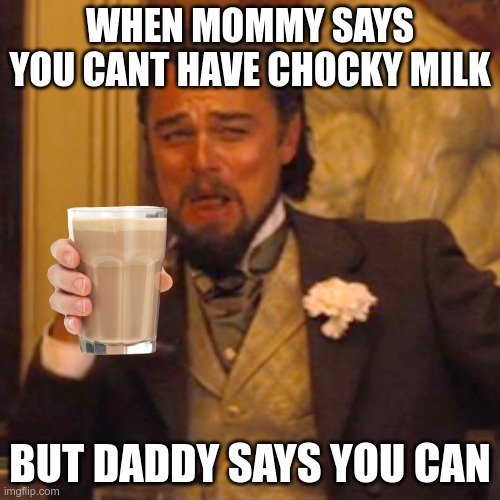 WHEN MOMMY SAYS
YOU CANT HAVE CHOCKY MILK
BUT DADDY SAYS YOU CAN
imgflip.com